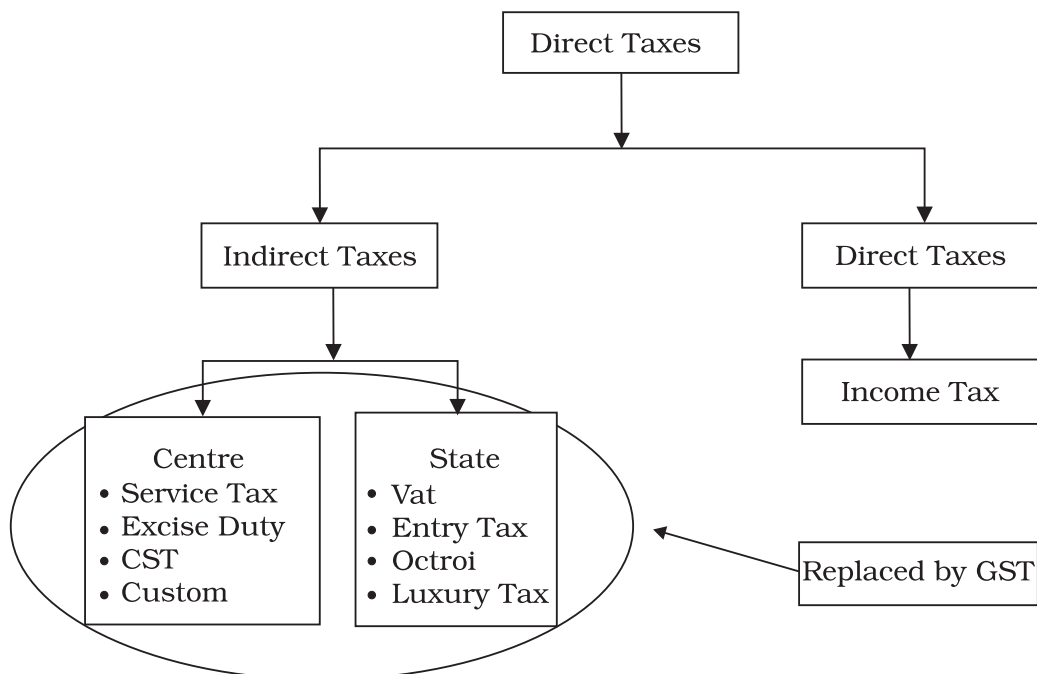 Direct Taxes
Indirect Taxes
Direct Taxes
Income Tax
Centre
• Service Tax
• Excise Duty
• CST
• Custom
State
• Vat
• Entry Tax
• Octroi
• Luxury Tax
Replaced by GST